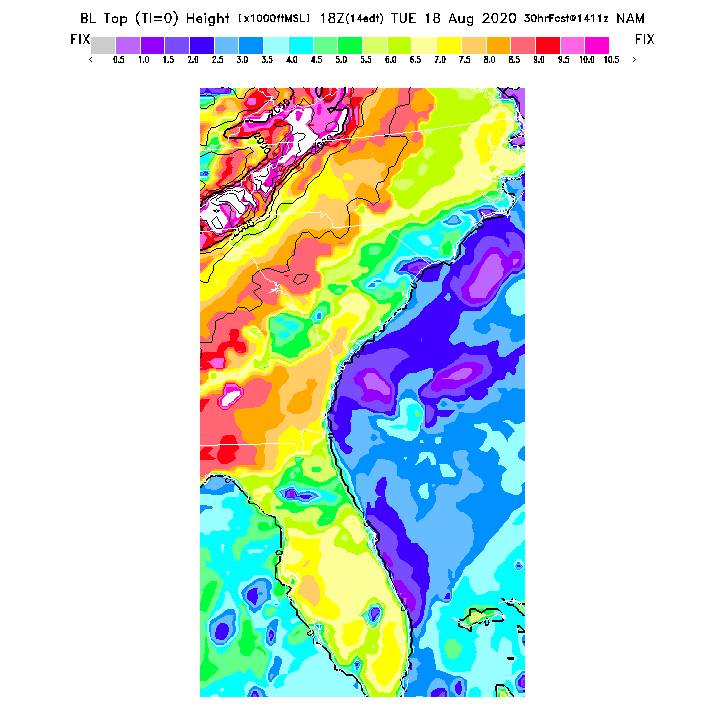 BL Top (TI=0) Height [x1000ftMSL] 18Z(14edt) TUE 18 Aug 2020 30hrFcst@1411z NAM
FIX FIX
< 0.5 1.0 1.5 2.0 2.5 3.0 3.5 4.0 4.5 5.0 5.5 6.0 6.5 7.0 7.5 8.0 8.5 9.0 9.5 10.0 10.5 >